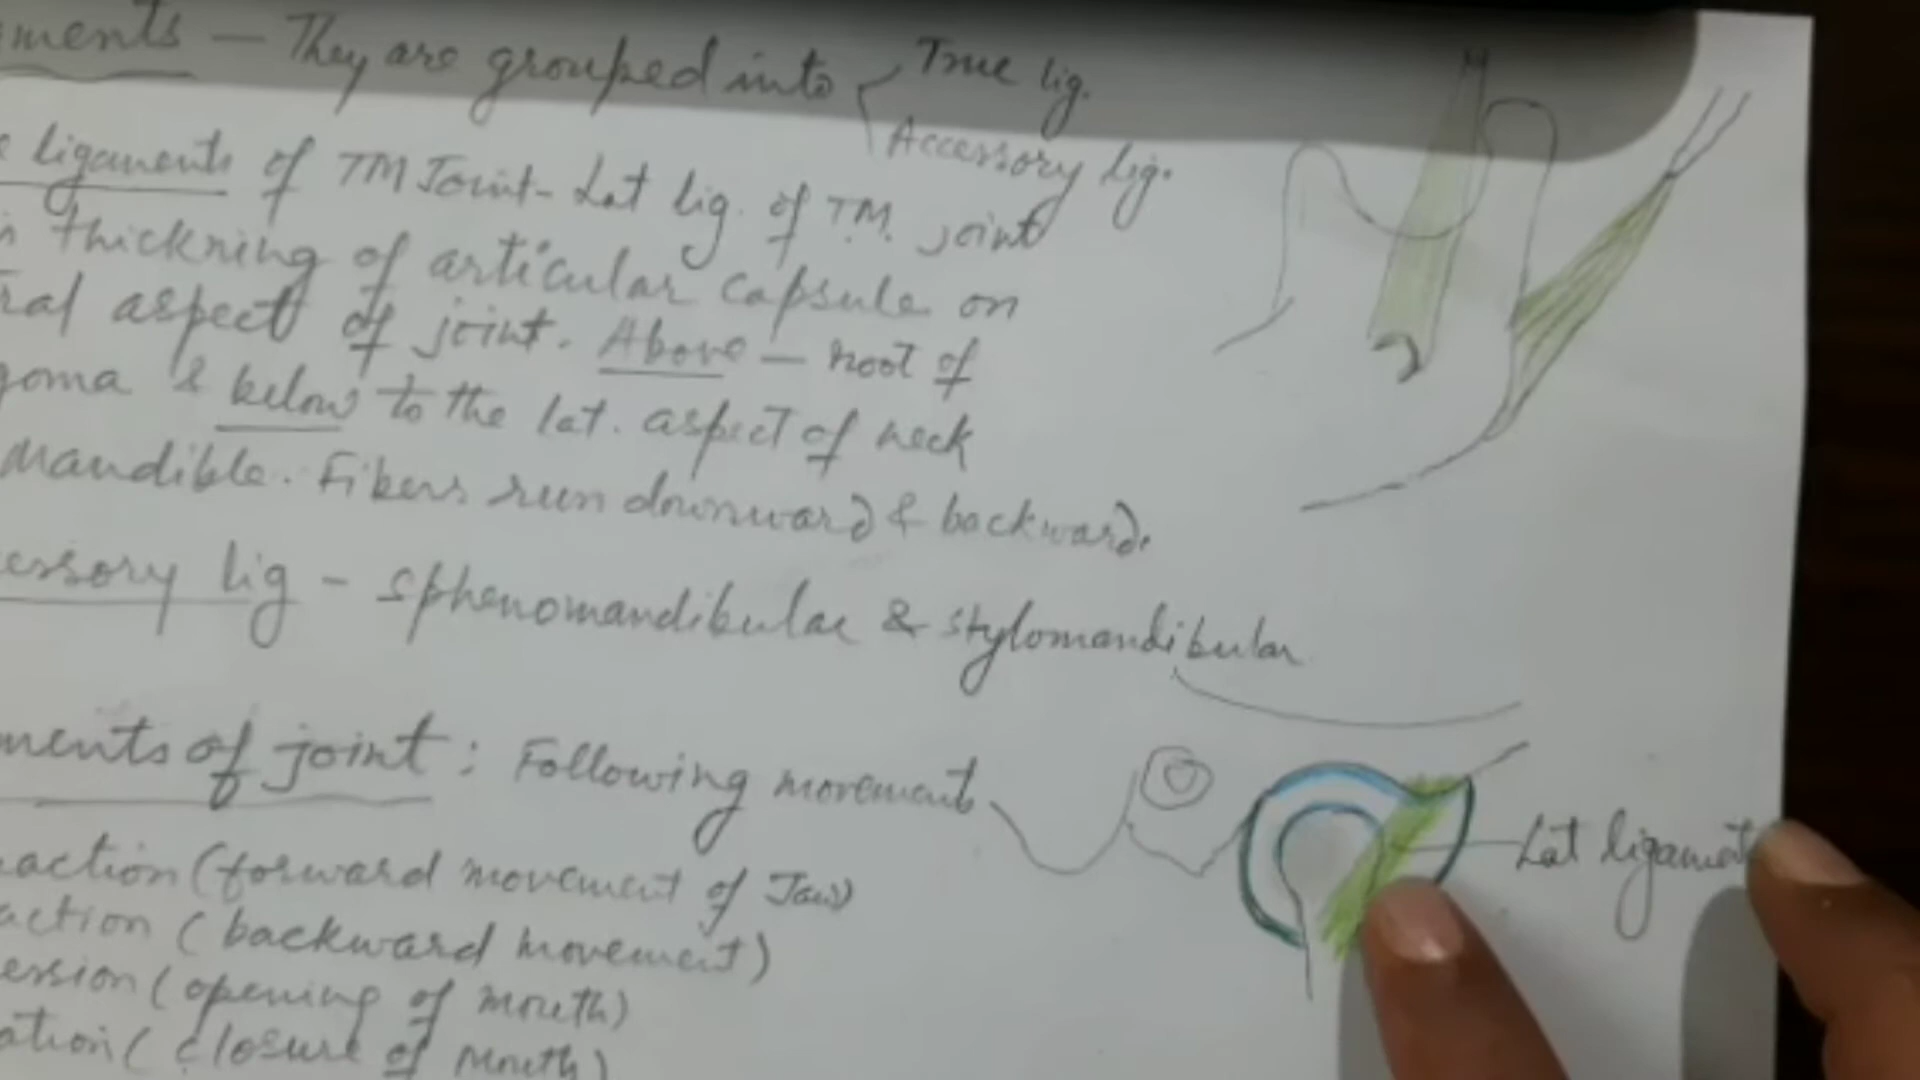 ments - They are grouped into True lig.
Accessory lig.
ligaments of TM Joint - Lat lig. of T.M. joint
thickning of articular capsule on
ral aspect of joint. Above - root of
goma & below to the lat. aspect of neck
Mandible. Fibers run downward & backward.
essory lig - sphenomandibular & stylomandibular
ments of joint : Following movements
action (forward movement of Jaw)
action (backward movement)
ession (opening of mouth)
ation (closure of mouth)
Lat ligament